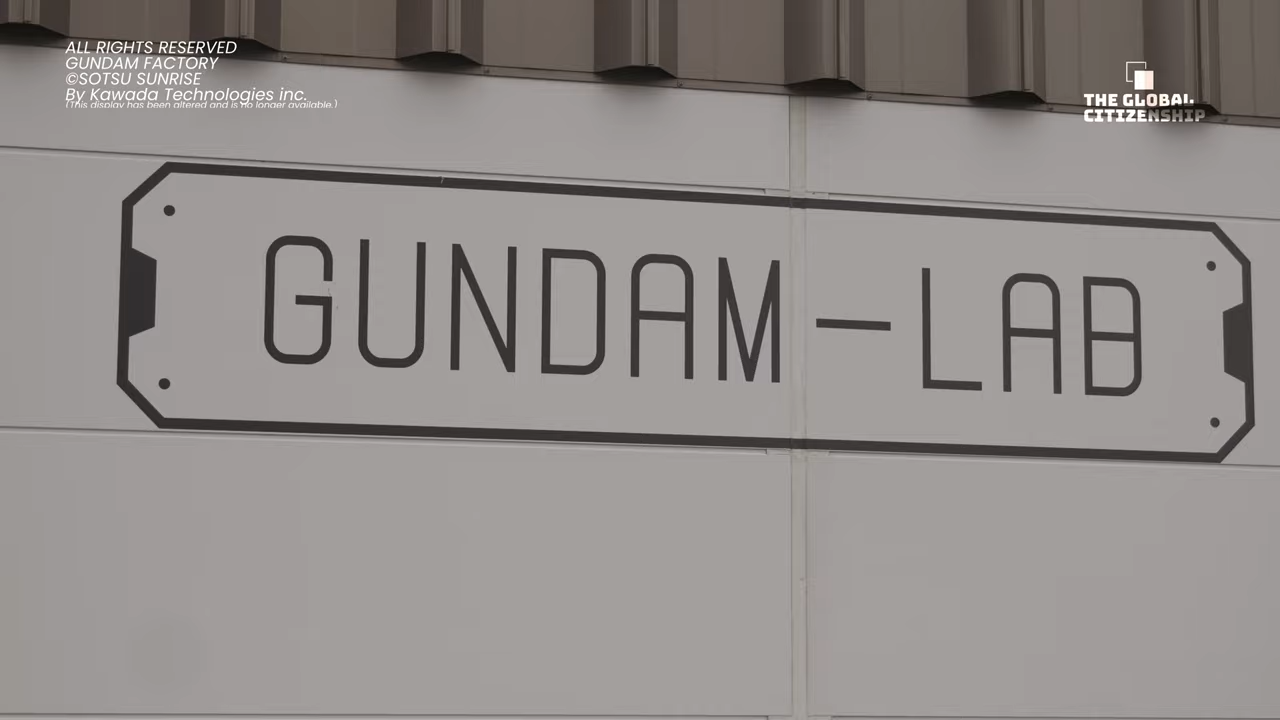 ALL RIGHTS RESERVED
GUNDAM FACTORY
©SOTSU SUNRISE
By Kawada Technologies inc.
(This display has been altered and is no longer available.)
THE GLOBAL
CITIZENSHIP
GUNDAM-LAB